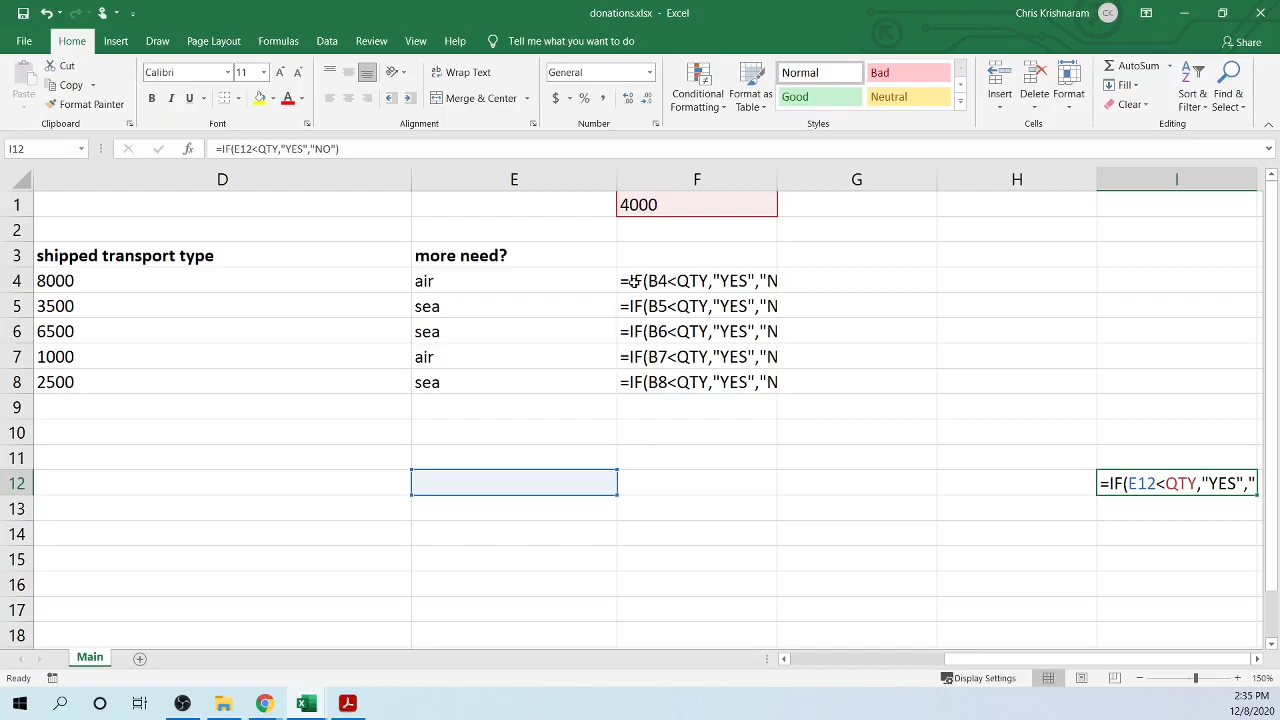 donations.xlsx - Excel
Chris Krishnaram
CK
File Home Insert Draw Page Layout Formulas Data Review View Help Tell me what you want to do
Share
Paste
Cut
Copy
Format Painter
Clipboard
Calibri 11
B I U
Font
Wrap Text
Merge & Center
Alignment
General
$ % ,
Number
Conditional Formatting
Format as Table
Normal Bad
Good Neutral
Styles
Insert Delete Format
Cells
AutoSum
Fill
Clear
Sort & Filter
Find & Select
Editing
I12
fx
=IF(E12<QTY,"YES","NO")
D E F G H I
1 4000
2
3 shipped transport type more need?
4 8000 air =IF(B4<QTY,"YES","N
5 3500 sea =IF(B5<QTY,"YES","N
6 6500 sea =IF(B6<QTY,"YES","N
7 1000 air =IF(B7<QTY,"YES","N
8 2500 sea =IF(B8<QTY,"YES","N
9
10
11
12 =IF(E12<QTY,"YES","
13
14
15
16
17
18
Main
Ready
Display Settings
150%
2:35 PM
12/8/2020